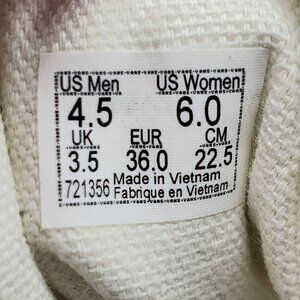 US Men US Women
4.5 6.0
UK EUR CM
3.5 36.0 22.5
721356 Made in Vietnam
Fabrique en Vietnam